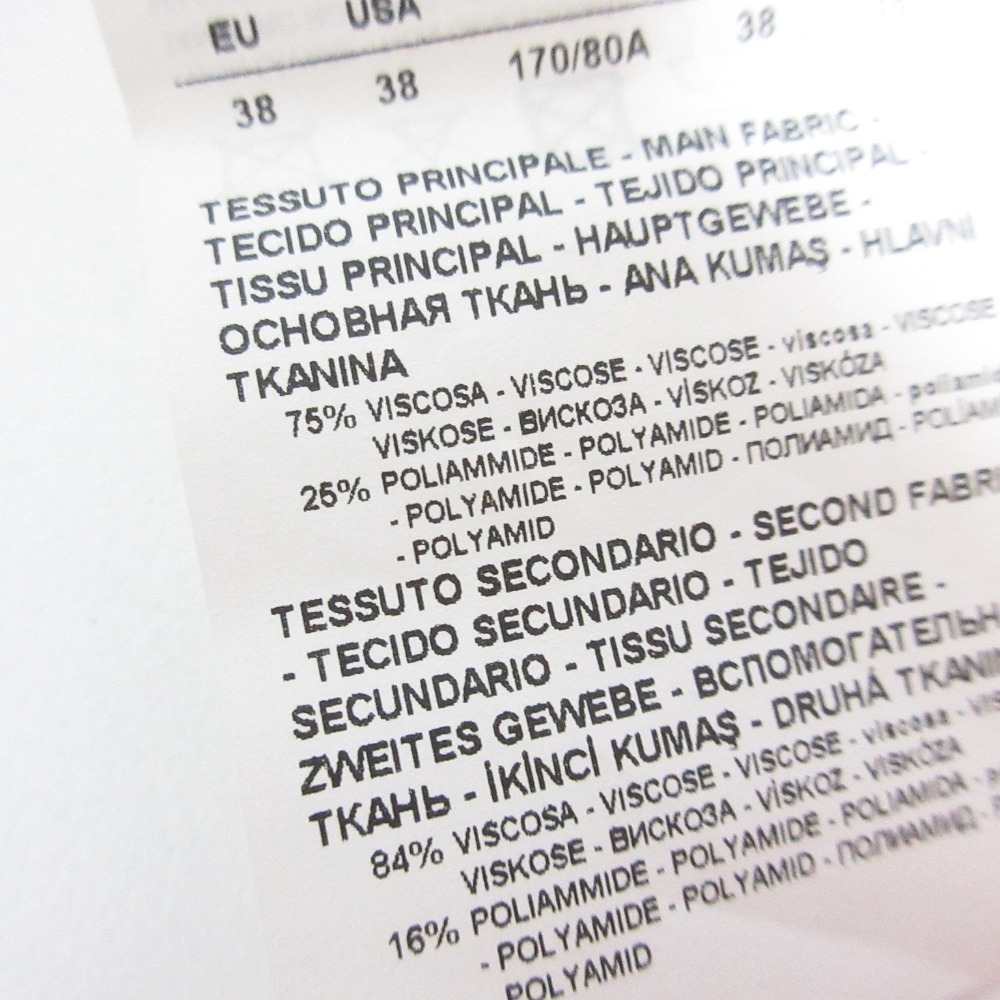 EU USA
38 38 170/80A 38
TESSUTO PRINCIPALE - MAIN FABRIC -
TECIDO PRINCIPAL - TEJIDO PRINCIPAL -
TISSU PRINCIPAL - HAUPTGEWEBE -
ОСНОВНАЯ ТКАНЬ - ANA KUMAŞ - HLAVNÍ
TKANINA
75% VISCOSA - VISCOSE - VISCOSE - viscosa - VISCOSE
VISKOSE - ВИСКОЗА - VİSKOZ - VISKÓZA
25% POLIAMMIDE - POLYAMIDE - POLIAMIDA -
- POLYAMIDE - POLYAMID - ПОЛИАМИД -
- POLYAMID
TESSUTO SECONDARIO - SECOND
- TECIDO SECUNDARIO - TEJIDO
SECUNDARIO - TISSU SECONDAIRE -
ZWEITES GEWEBE -
ТКАНЬ - İKİNCİ KUMAŞ - DRUHÁ
84% VISCOSA - VISCOSE - VISCOSE - viscosa -
VISKOSE - ВИСКОЗА - VİSKOZ - VISKÓZA
16% POLIAMMIDE - POLYAMIDE - POLIAMIDA -
- POLYAMIDE - POLYAMID - ПОЛИАМИД -
POLYAMID